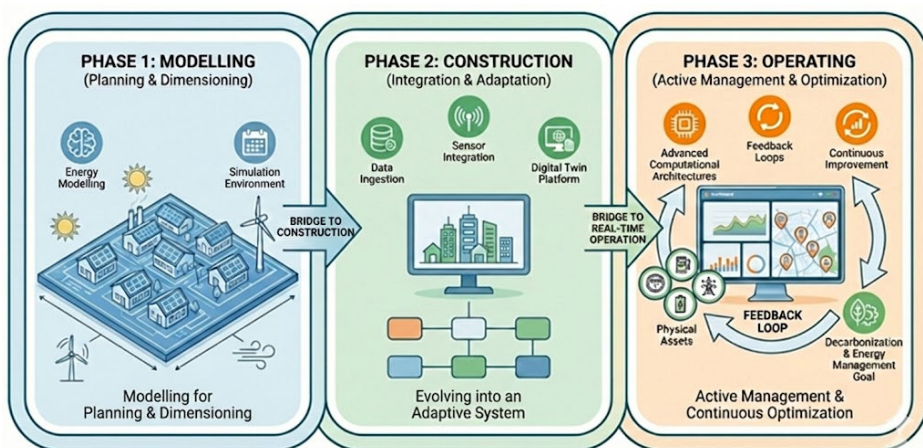 PHASE 1: MODELLING
(Planning & Dimensioning)
Energy
Modelling
Simulation
Environment
Modelling for
Planning & Dimensioning
BRIDGE TO
CONSTRUCTION
PHASE 2: CONSTRUCTION
(Integration & Adaptation)
Data
Ingestion
Sensor
Integration
Digital Twin
Platform
Evolving into an
Adaptive System
BRIDGE TO
REAL-TIME
OPERATION
PHASE 3: OPERATING
(Active Management & Optimization)
Advanced
Computational
Architectures
Feedback
Loops
Continuous
Improvement
Physical
Assets
FEEDBACK
LOOP
Decarbonization
& Energy
Management
Goal
Active Management &
Continuous Optimization